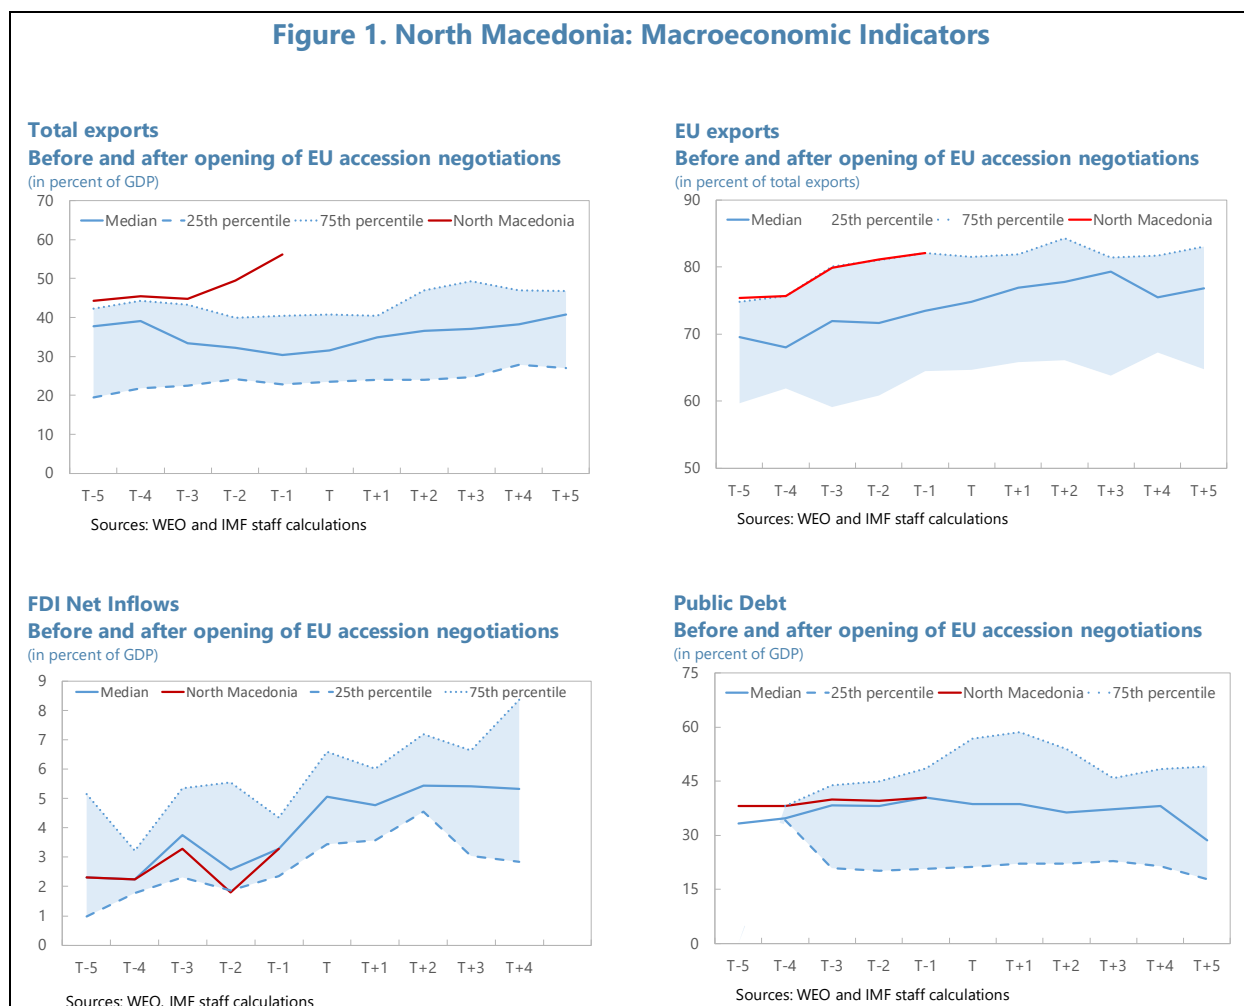 Figure 1. North Macedonia: Macroeconomic Indicators
Total exports
Before and after opening of EU accession negotiations
(in percent of GDP)
70
60
50
40
30
20
10
0
Median
25th percentile
75th percentile
North Macedonia
T-5 T-4 T-3 T-2 T-1 T T+1 T+2 T+3 T+4 T+5
Sources: WEO and IMF staff calculations
EU exports
Before and after opening of EU accession negotiations
(in percent of total exports)
90
80
70
60
50
Median
25th percentile
75th percentile
North Macedonia
T-5 T-4 T-3 T-2 T-1 T T+1 T+2 T+3 T+4 T+5
Sources: WEO and IMF staff calculations
FDI Net Inflows
Before and after opening of EU accession negotiations
(in percent of GDP)
9
8
7
6
5
4
3
2
1
0
Median
North Macedonia
25th percentile
75th percentile
T-5 T-4 T-3 T-2 T-1 T T+1 T+2 T+3 T+4
Sources: WEO, IMF staff calculations
Public Debt
Before and after opening of EU accession negotiations
(in percent of GDP)
75
60
45
30
15
0
Median
25th percentile
North Macedonia
75th percentile
T-5 T-4 T-3 T-2 T-1 T T+1 T+2 T+3 T+4 T+5
Sources: WEO and IMF staff calculations